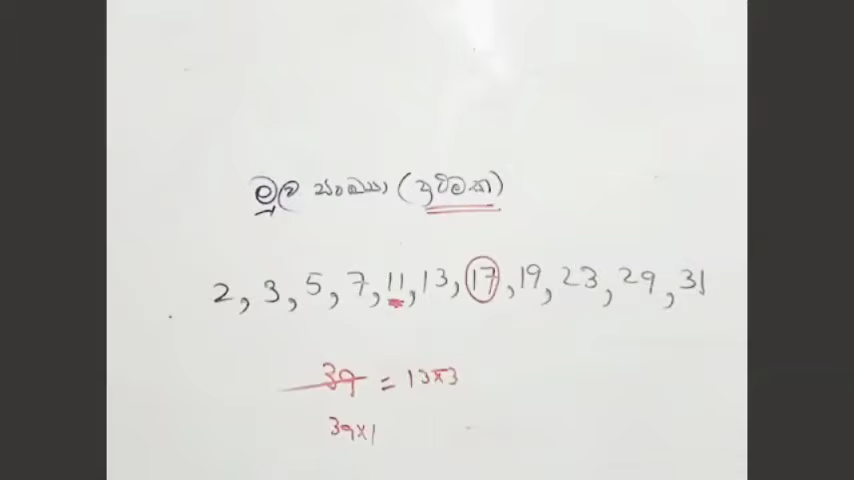 මූල සංඛ්‍යා (ප්‍රථමක)
2, 3, 5, 7, 11, 13, 17, 19, 23, 29, 31
39 = 13×3
39×1